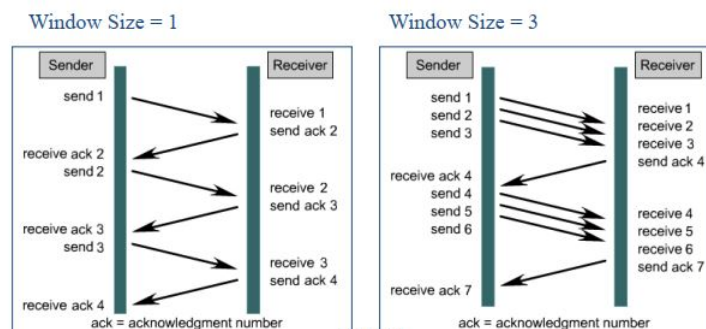 Window Size = 1
Sender
Receiver
send 1
receive 1
send ack 2
receive ack 2
send 2
receive 2
send ack 3
receive ack 3
send 3
receive 3
send ack 4
receive ack 4
ack = acknowledgment number
Window Size = 3
Sender
Receiver
send 1
send 2
send 3
receive 1
receive 2
receive 3
send ack 4
receive ack 4
send 4
send 5
send 6
receive 4
receive 5
receive 6
send ack 7
receive ack 7
ack = acknowledgment number